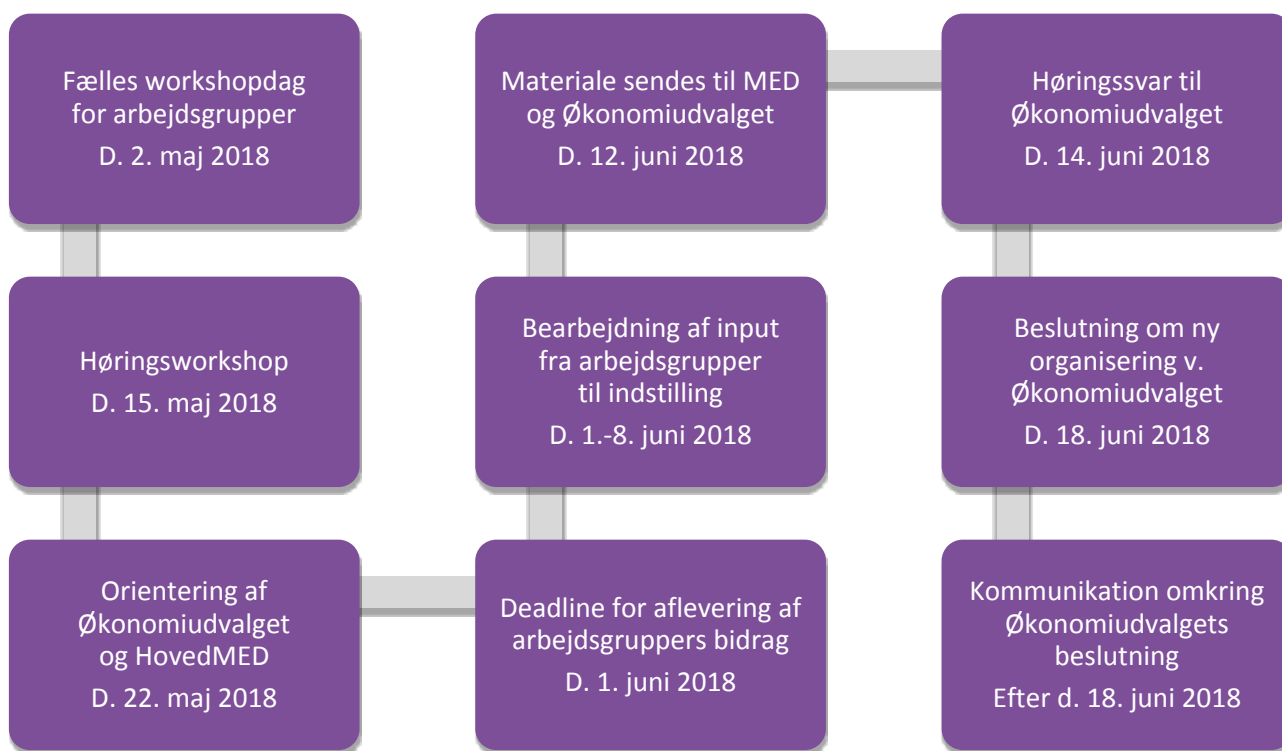 Fælles workshopdag
for arbejdsgrupper
D. 2. maj 2018
Høringsworkshop
D. 15. maj 2018
Orientering af
Økonomiudvalget
og HovedMED
D. 22. maj 2018
Deadline for aflevering af
arbejdsgruppers bidrag
D. 1. juni 2018
Bearbejdning af input
fra arbejdsgrupper
til indstilling
D. 1.-8. juni 2018
Materiale sendes til MED
og Økonomiudvalget
D. 12. juni 2018
Høringssvar til
Økonomiudvalget
D. 14. juni 2018
Beslutning om ny
organisering v.
Økonomiudvalget
D. 18. juni 2018
Kommunikation omkring
Økonomiudvalgets
beslutning
Efter d. 18. juni 2018